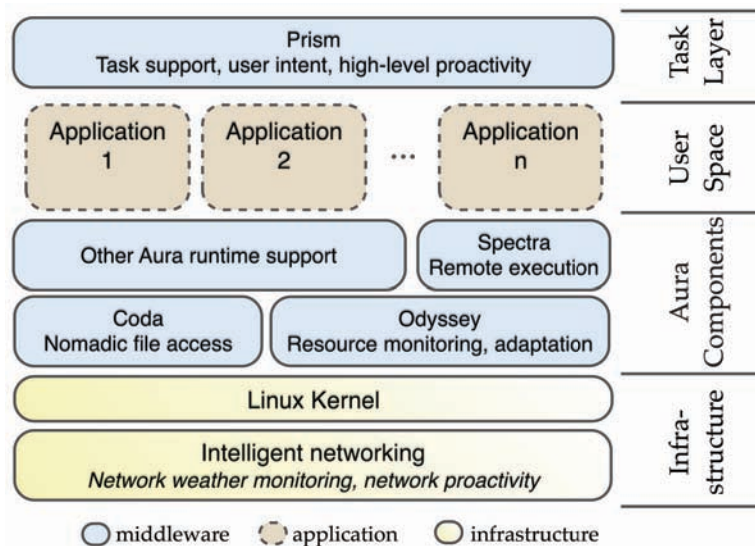 Prism
Task support, user intent, high-level proactivity
Task
Layer
Application
1
Application
2
...
Application
n
User
Space
Other Aura runtime support
Spectra
Remote execution
Coda
Nomadic file access
Odyssey
Resource monitoring, adaptation
Aura
Components
Linux Kernel
Intelligent networking
Network weather monitoring, network proactivity
Infra-
structure
middleware
application
infrastructure